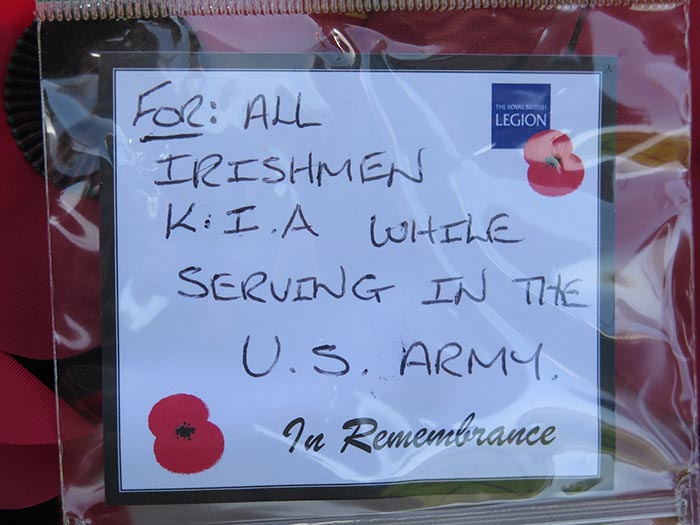 FOR: ALL
IRISHMEN
K.I.A WHILE
SERVING IN THE
U.S. ARMY.
THE ROYAL BRITISH
LEGION
In Remembrance